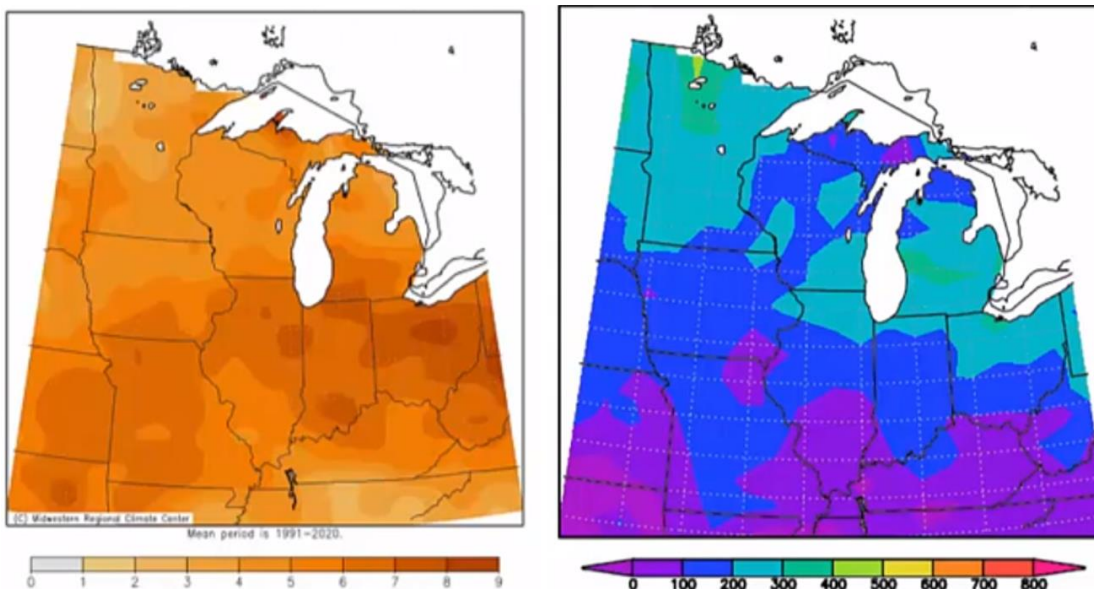 (C) Midwestern Regional Climate Center
Mean period is 1991-2020.
0 1 2 3 4 5 6 7 8 9
0 100 200 300 400 500 600 700 800